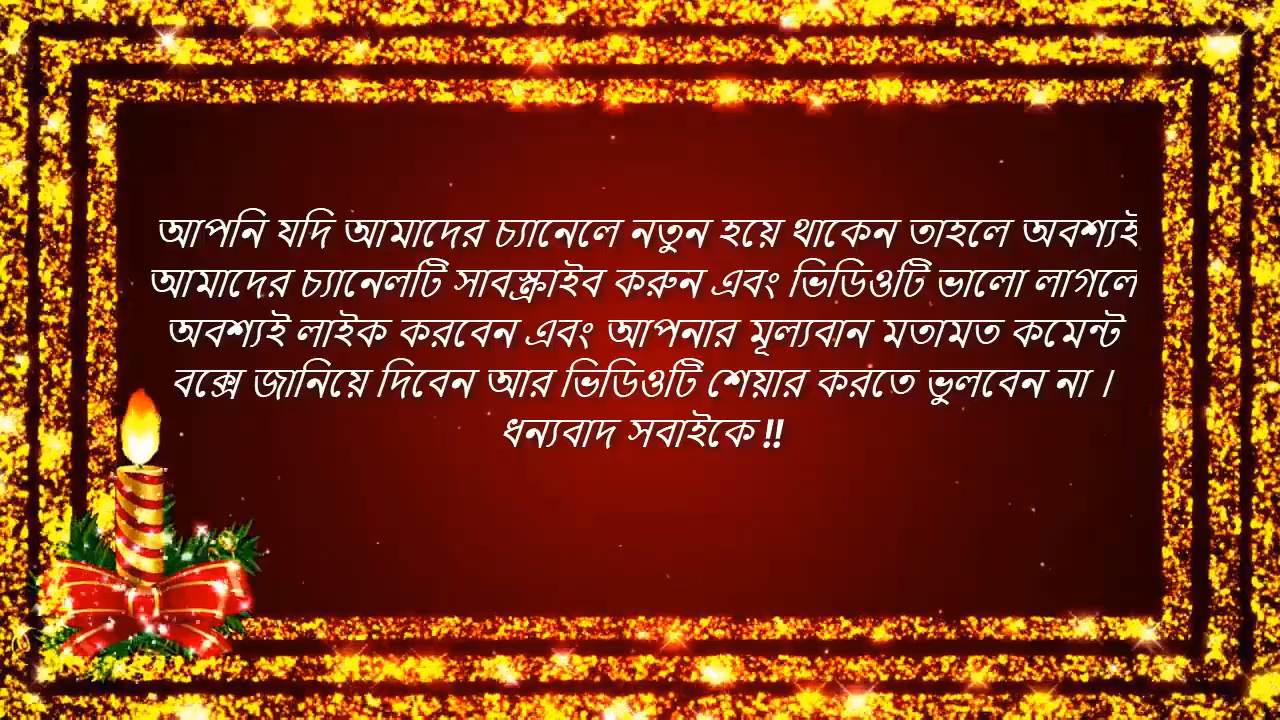 আপনি যদি আমাদের চ্যানেলে নতুন হয়ে থাকেন তাহলে অবশ্যই
আমাদের চ্যানেলটি সাবস্ক্রাইব করুন এবং ভিডিওটি ভালো লাগলে
অবশ্যই লাইক করবেন এবং আপনার মূল্যবান মতামত কমেন্ট
বক্সে জানিয়ে দিবেন আর ভিডিওটি শেয়ার করতে ভুলবেন না ।
ধন্যবাদ সবাইকে !!